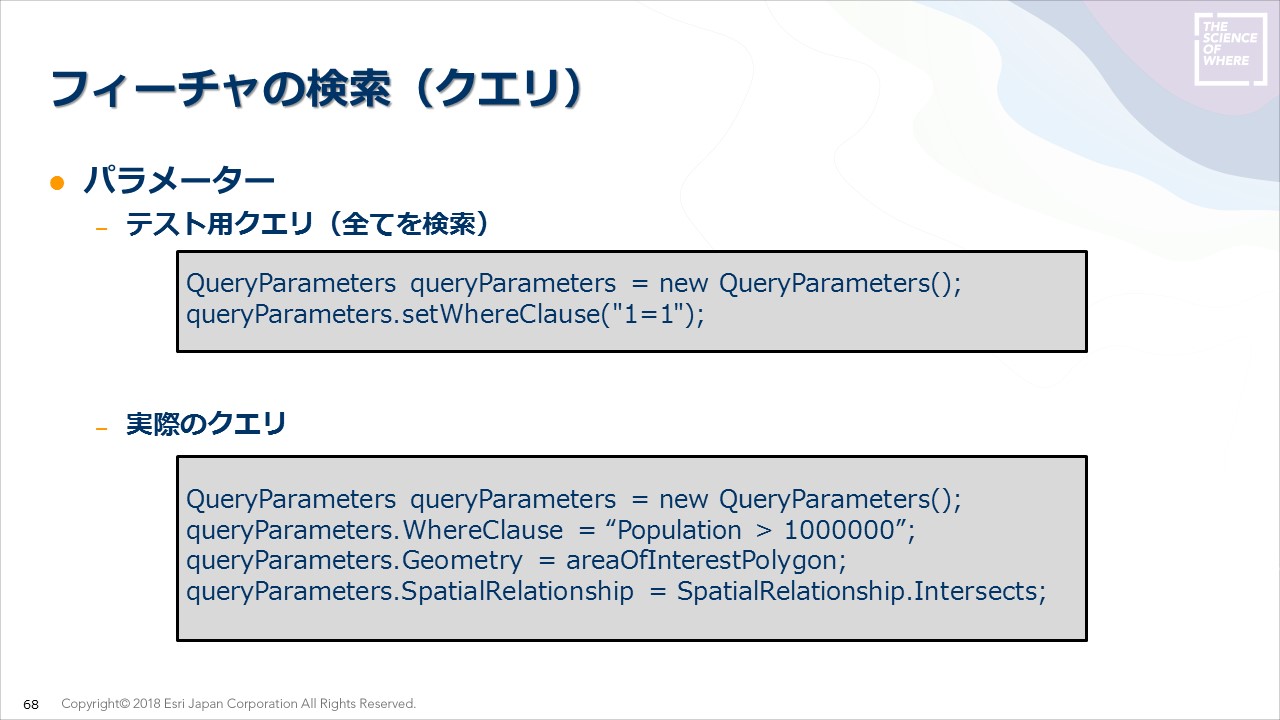 THE
SCIENCE
OF
WHERE
フィーチャの検索（クエリ）
● パラメーター
– テスト用クエリ（全てを検索）
QueryParameters queryParameters = new QueryParameters();
queryParameters.setWhereClause("1=1");
– 実際のクエリ
QueryParameters queryParameters = new QueryParameters();
queryParameters.WhereClause = “Population > 1000000”;
queryParameters.Geometry = areaOfInterestPolygon;
queryParameters.SpatialRelationship = SpatialRelationship.Intersects;
68 Copyright© 2018 Esri Japan Corporation All Rights Reserved.